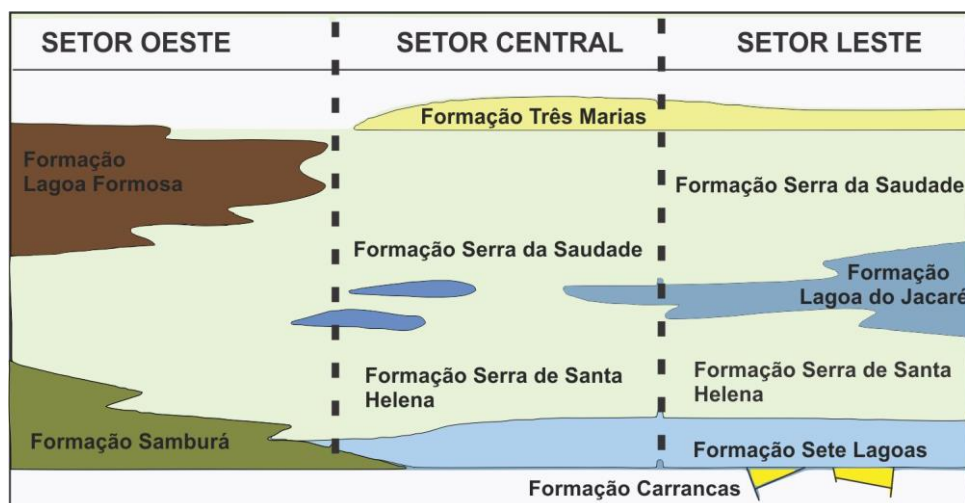 SETOR OESTE
SETOR CENTRAL
SETOR LESTE
Formação Três Marias
Formação
Lagoa Formosa
Formação Serra da Saudade
Formação Serra da Saudade
Formação
Lagoa do Jacaré
Formação Serra de Santa
Helena
Formação Serra de Santa
Helena
Formação Samburá
Formação Sete Lagoas
Formação Carrancas